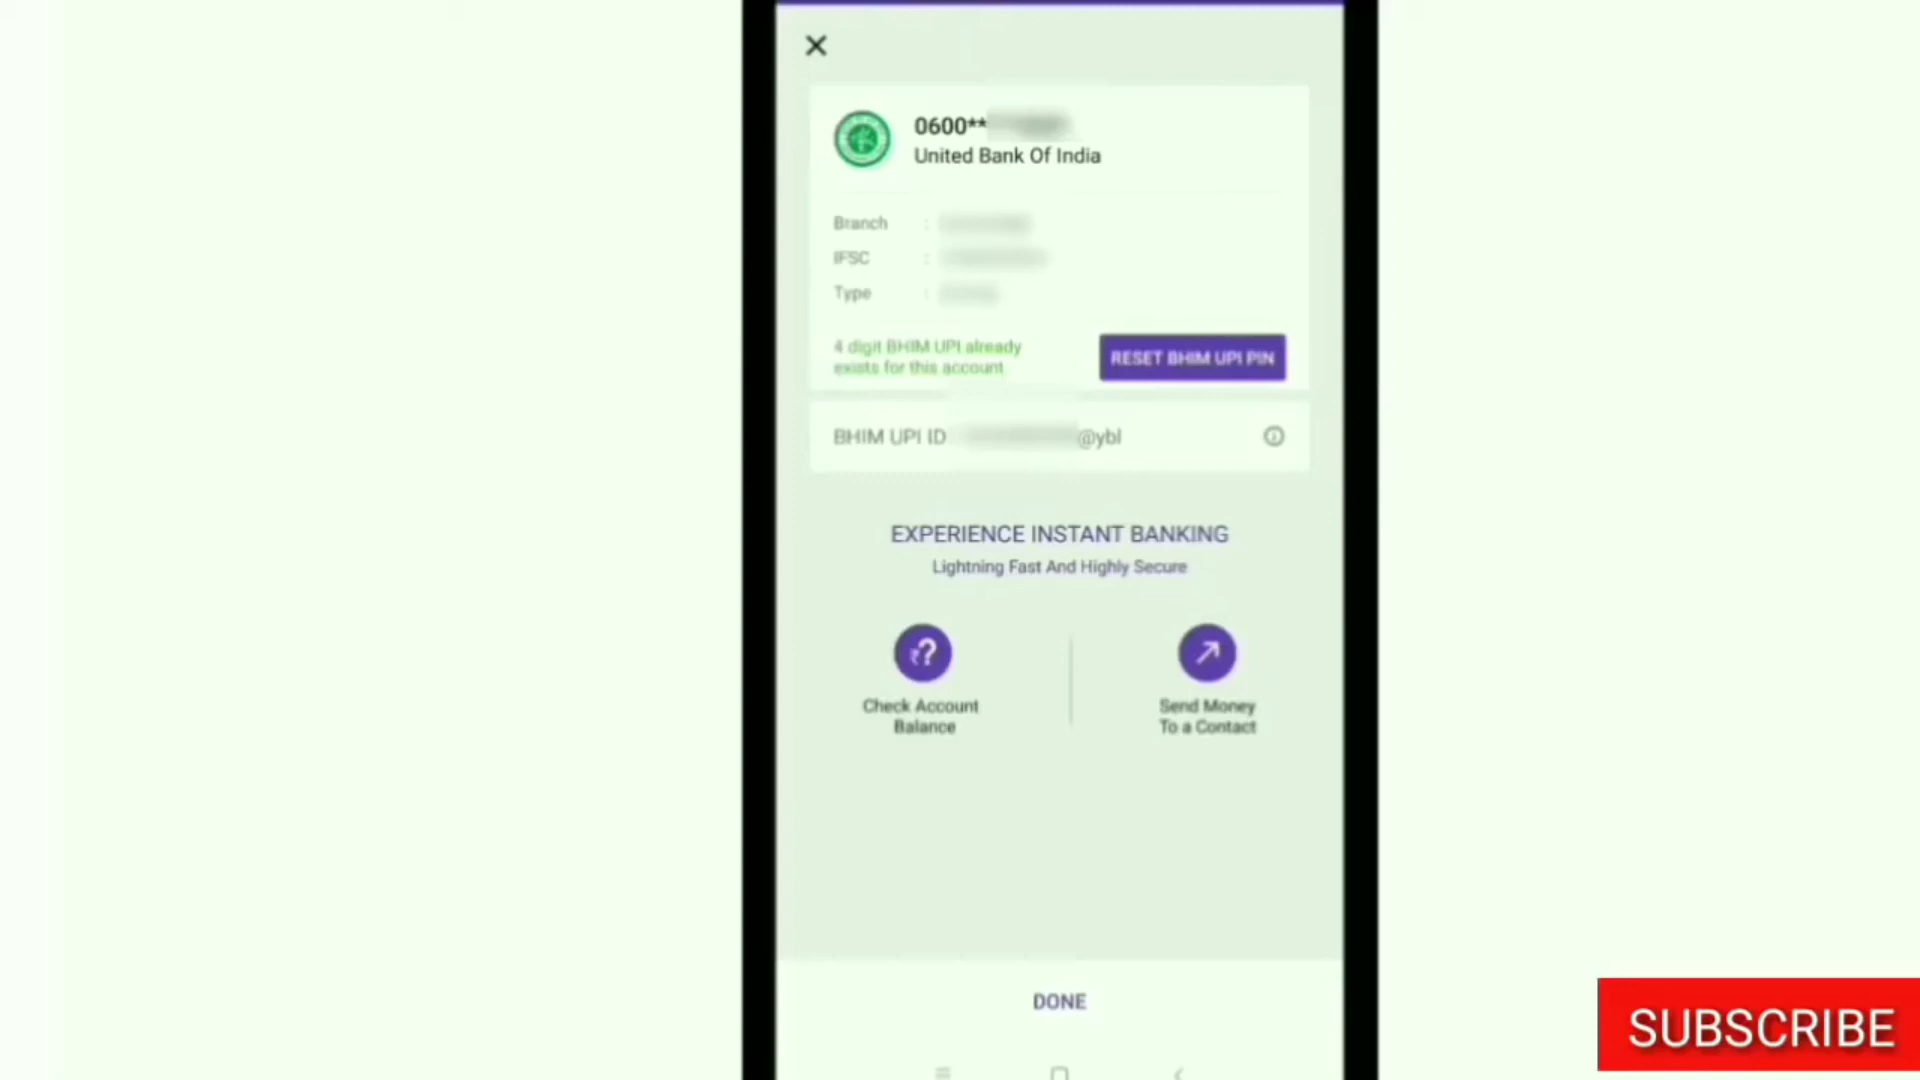 0600**
United Bank Of India
Branch :
IFSC :
Type :
4 digit BHIM UPI already
exists for this account
RESET BHIM UPI PIN
BHIM UPI ID @ybl
EXPERIENCE INSTANT BANKING
Lightning Fast And Highly Secure
Check Account
Balance
Send Money
To a Contact
DONE
SUBSCRIBE